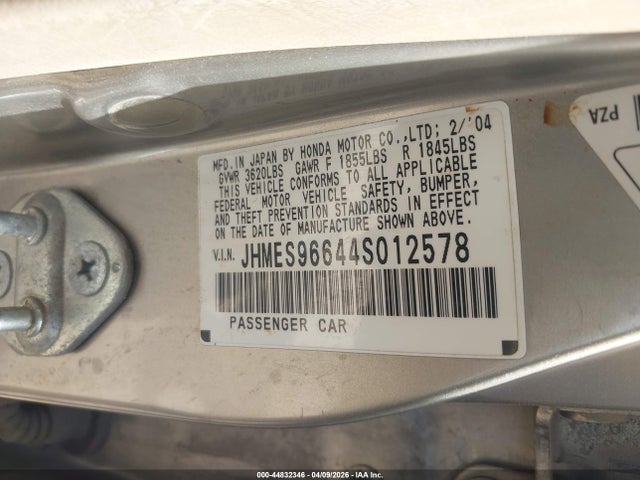 MFD.IN JAPAN BY HONDA MOTOR CO.,LTD; 2/'04
GVWR 3620LBS GAWR F 1855LBS R 1845LBS
THIS VEHICLE CONFORMS TO ALL APPLICABLE
FEDERAL MOTOR VEHICLE SAFETY, BUMPER,
AND THEFT PREVENTION STANDARDS IN EFFECT
ON THE DATE OF MANUFACTURE SHOWN ABOVE.
V.I.N. JHMES96644S012578
PASSENGER CAR
PZA
000-44832346 - 04/09/2026 - IAA Inc.